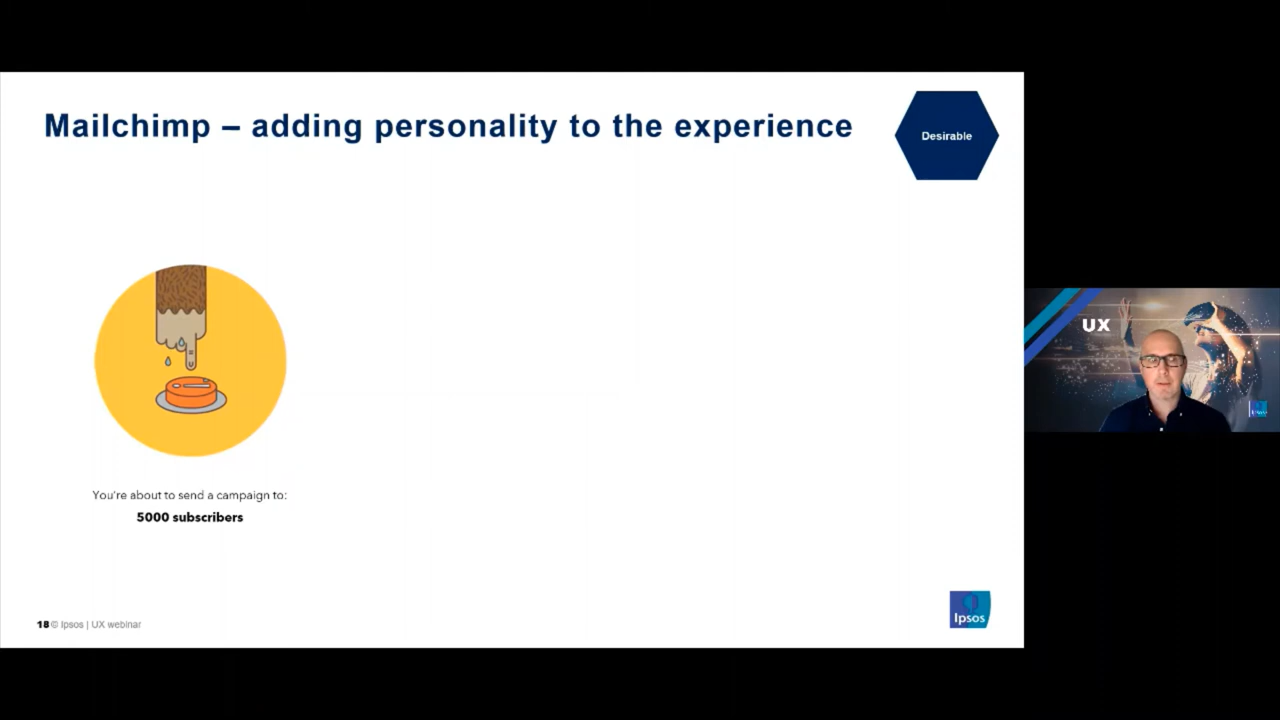 Mailchimp – adding personality to the experience
Desirable
You're about to send a campaign to:
5000 subscribers
18 © Ipsos | UX webinar
Ipsos
UX
Ipsos